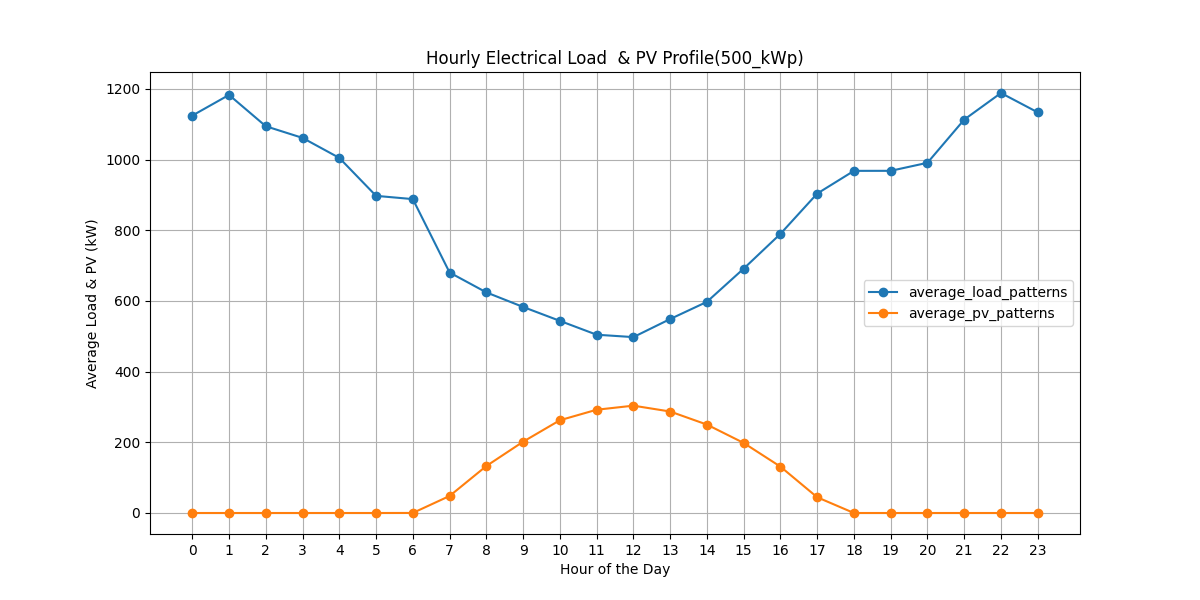 Hourly Electrical Load  & PV Profile(500_kWp)
1200
1000
800
600
400
200
0
Average Load & PV (kW)
average_load_patterns
average_pv_patterns
0 1 2 3 4 5 6 7 8 9 10 11 12 13 14 15 16 17 18 19 20 21 22 23
Hour of the Day